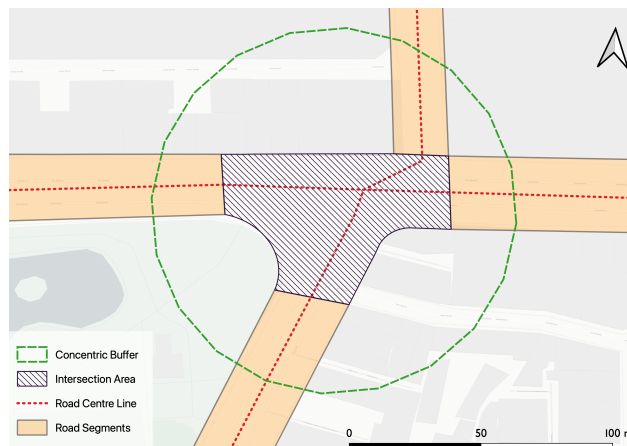 Concentric Buffer
Intersection Area
Road Centre Line
Road Segments
0 50 100 m